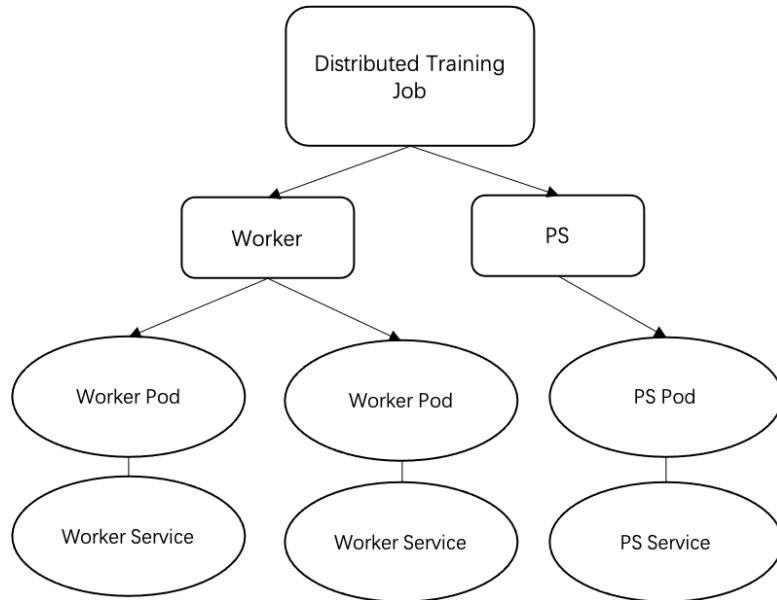 Distributed Training
Job
Worker
PS
Worker Pod
Worker Pod
PS Pod
Worker Service
Worker Service
PS Service